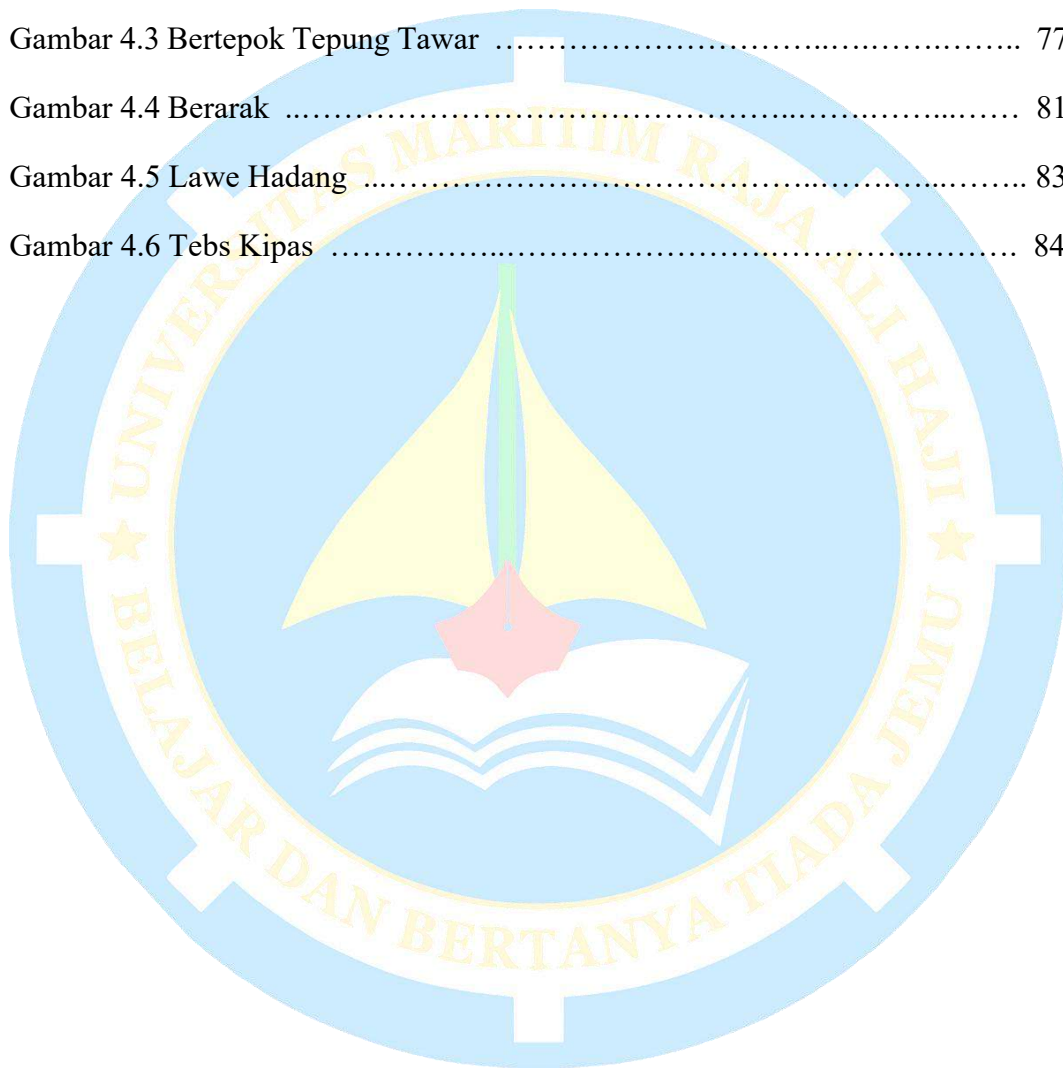 Gambar 4.3 Bertepok Tepung Tawar ………………………….…..….…….…….. 77
Gambar 4.4 Berarak ..…………………………………………..…….…….…...…… 81
Gambar 4.5 Lawe Hadang ...……………………………………...…….…..…….. 83
Gambar 4.6 Tebs Kipas ……………..…………………………………….………. 84
UNIVERSITAS MARITIM RAJA ALI HAJI
BELAJAR DAN BERTANYA TIADA JEMU